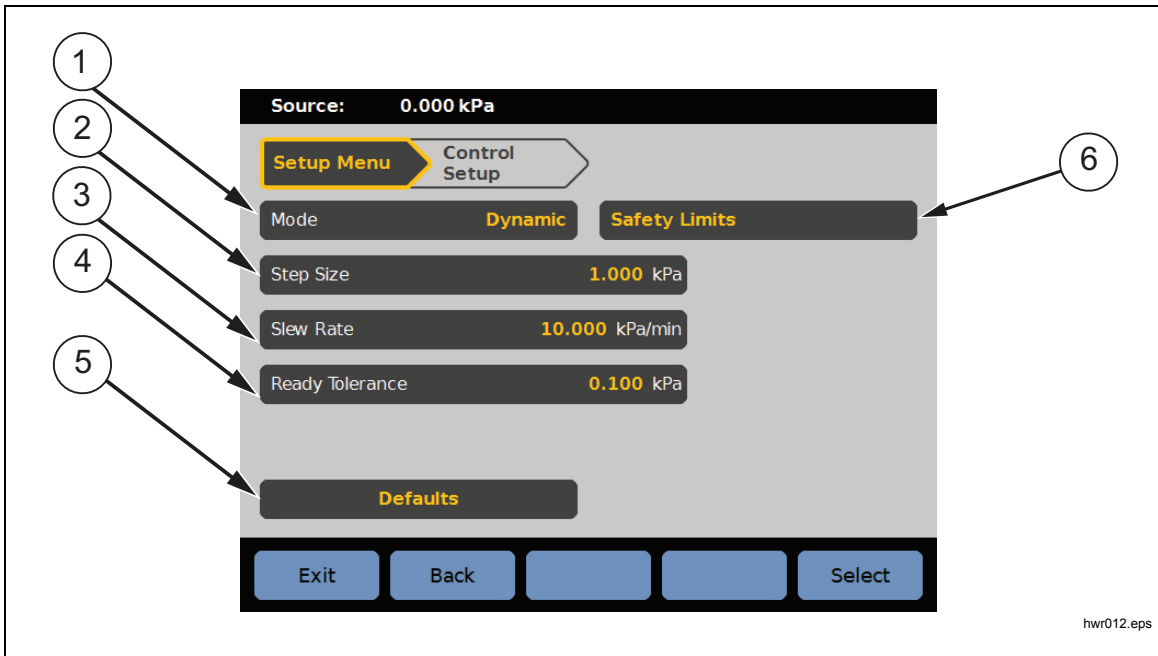 1
2
3
4
5
6
Source: 0.000 kPa
Setup Menu
Control
Setup
Mode Dynamic
Safety Limits
Step Size 1.000 kPa
Slew Rate 10.000 kPa/min
Ready Tolerance 0.100 kPa
Defaults
Exit Back Select
hwr012.eps